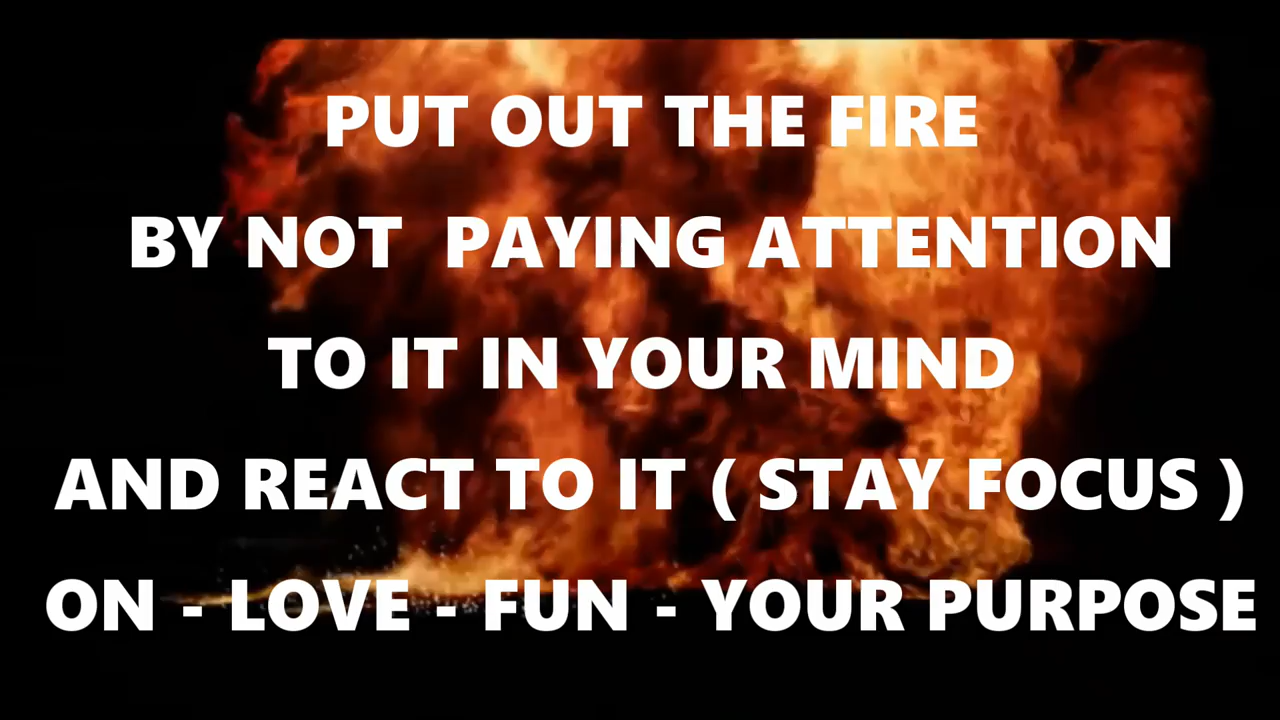 PUT OUT THE FIRE
BY NOT  PAYING ATTENTION
TO IT IN YOUR MIND
AND REACT TO IT ( STAY FOCUS )
ON - LOVE - FUN - YOUR PURPOSE